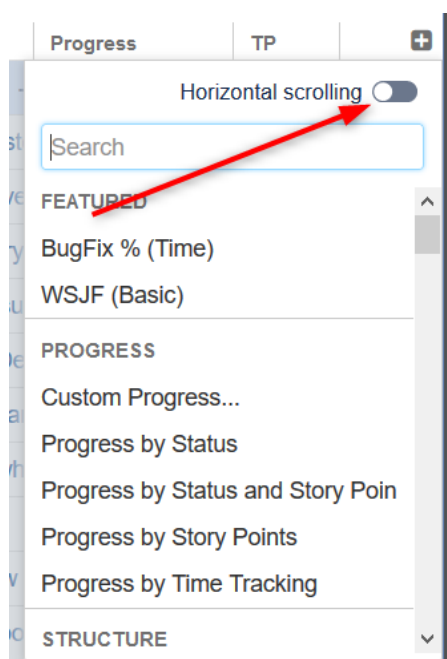 Progress TP
Horizontal scrolling
Search
FEATURED
BugFix % (Time)
WSJF (Basic)
PROGRESS
Custom Progress...
Progress by Status
Progress by Status and Story Poin
Progress by Story Points
Progress by Time Tracking
STRUCTURE